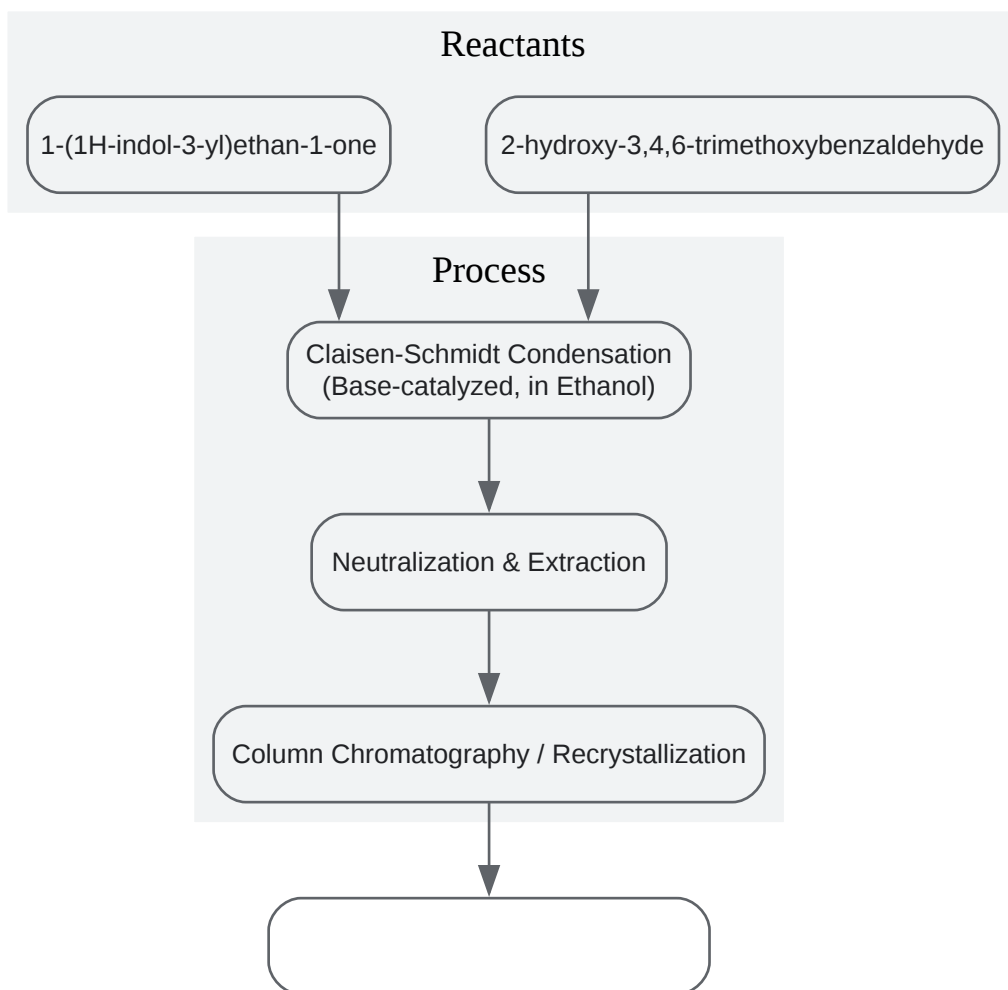 Reactants
1-(1H-indol-3-yl)ethan-1-one
2-hydroxy-3,4,6-trimethoxybenzaldehyde
Process
Claisen-Schmidt Condensation
(Base-catalyzed, in Ethanol)
Neutralization & Extraction
Column Chromatography / Recrystallization